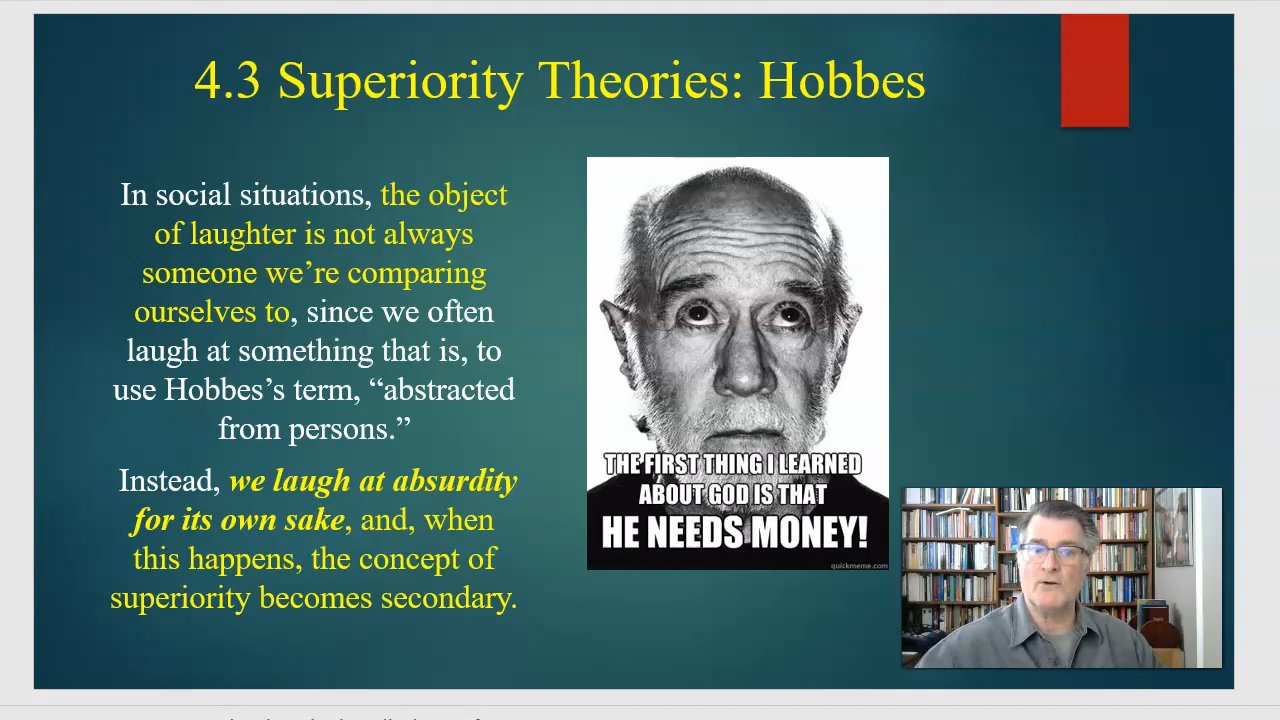 4.3 Superiority Theories: Hobbes
In social situations, the object
of laughter is not always
someone we’re comparing
ourselves to, since we often
laugh at something that is, to
use Hobbes’s term, “abstracted
from persons.”
Instead, we laugh at absurdity
for its own sake, and, when
this happens, the concept of
superiority becomes secondary.
THE FIRST THING I LEARNED
ABOUT GOD IS THAT
HE NEEDS MONEY!
quickmeme.com